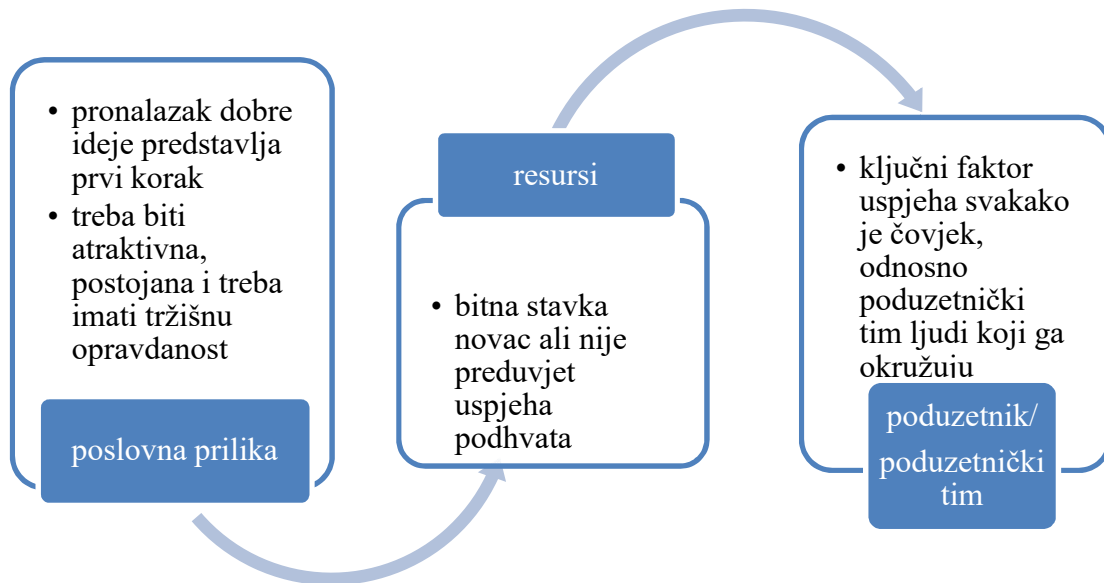 • pronalazak dobre
ideje predstavlja
prvi korak
• treba biti
atraktivna,
postojana i treba
imati tržišnu
opravdanost
poslovna prilika
resursi
• bitna stavka
novac ali nije
preduvjet
uspjeha
podhvata
• ključni faktor
uspjeha svakako
je čovjek,
odnosno
poduzetnički
tim ljudi koji ga
okružuju
poduzetnik/
poduzetnički
tim